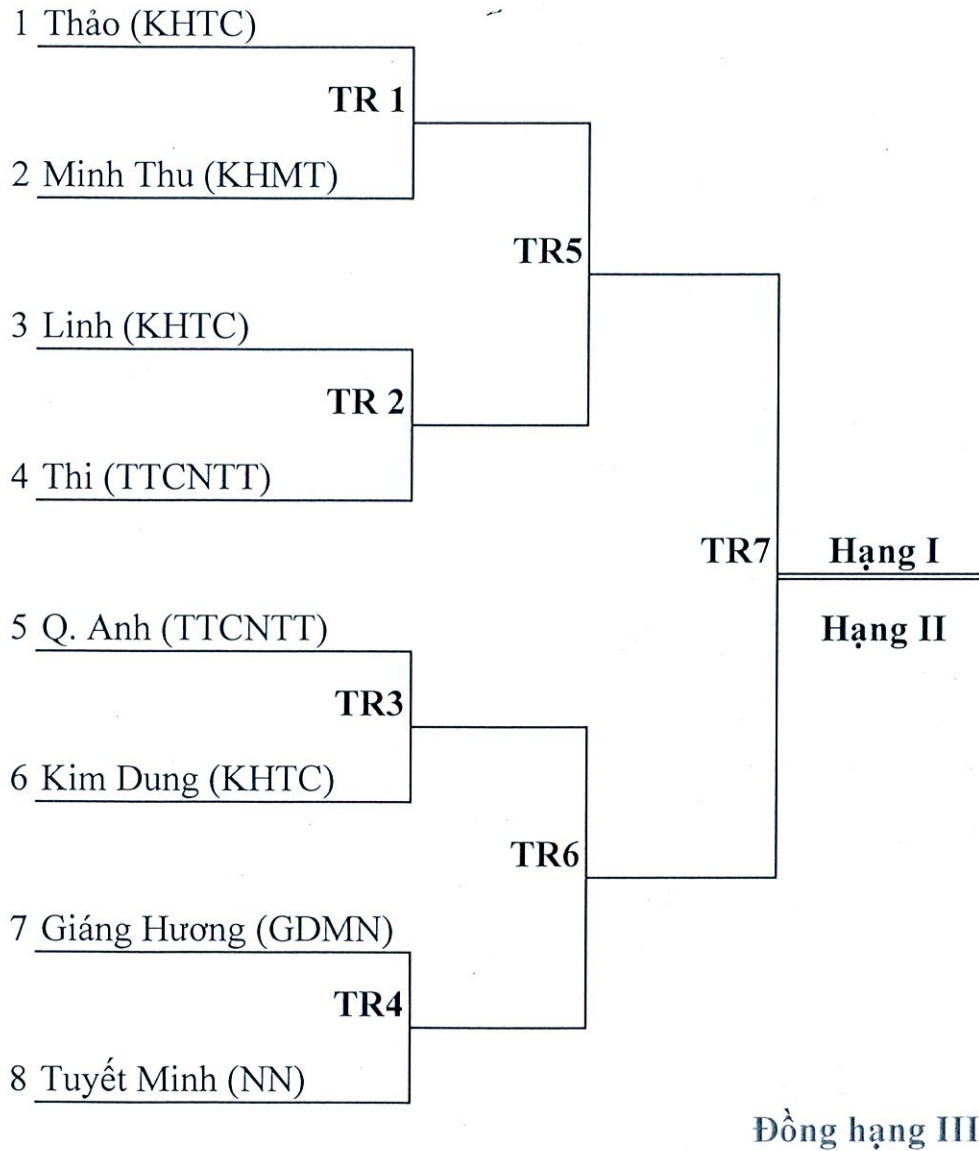 1 Thảo (KHTC)
TR 1
2 Minh Thu (KHMT)
TR5
3 Linh (KHTC)
TR 2
4 Thi (TTCNTT)
TR7
Hạng I
Hạng II
5 Q. Anh (TTCNTT)
TR3
6 Kim Dung (KHTC)
TR6
7 Giáng Hương (GDMN)
TR4
8 Tuyết Minh (NN)
Đồng hạng III